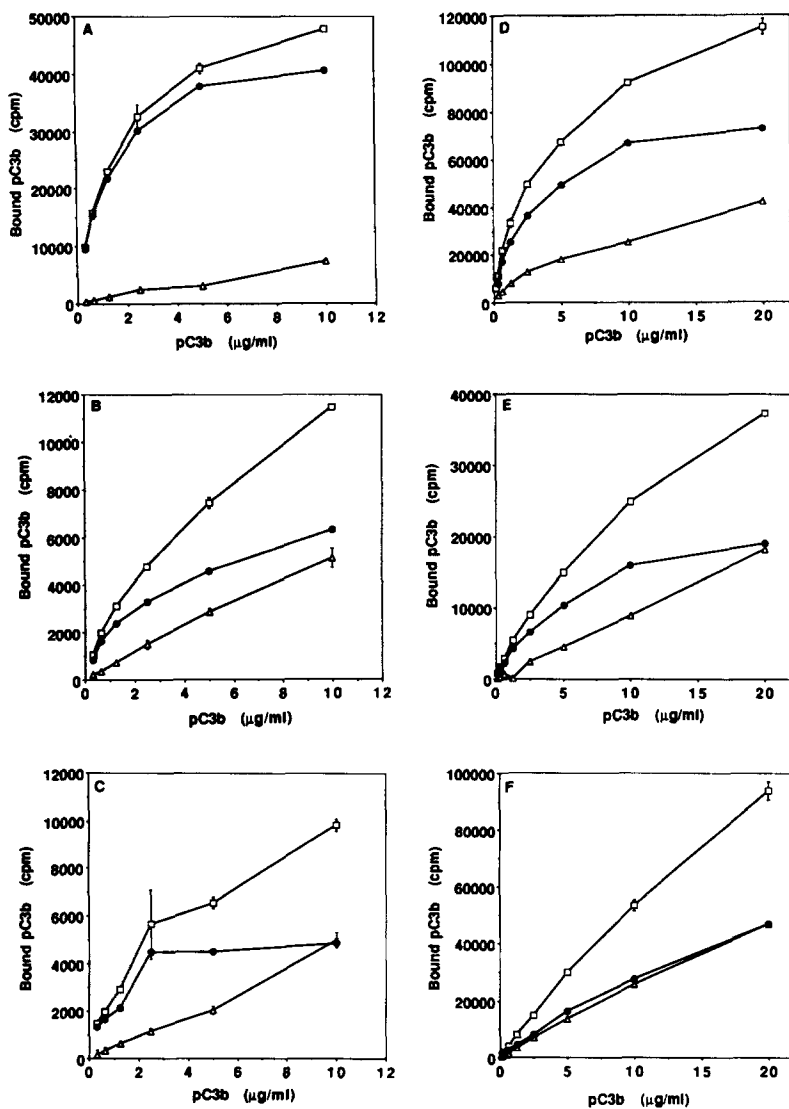 A
Bound pC3b (cpm)
50000
40000
30000
20000
10000
0
0 2 4 6 8 10 12
pC3b (µg/ml)
D
Bound pC3b (cpm)
120000
100000
80000
60000
40000
20000
0
0 5 10 15 20
pC3b (µg/ml)
B
Bound pC3b (cpm)
12000
10000
8000
6000
4000
2000
0
0 2 4 6 8 10 12
pC3b (µg/ml)
E
Bound pC3b (cpm)
40000
30000
20000
10000
0
0 5 10 15 20
pC3b (µg/ml)
C
Bound pC3b (cpm)
12000
10000
8000
6000
4000
2000
0
0 2 4 6 8 10 12
pC3b (µg/ml)
F
Bound pC3b (cpm)
100000
80000
60000
40000
20000
0
0 5 10 15 20
pC3b (µg/ml)